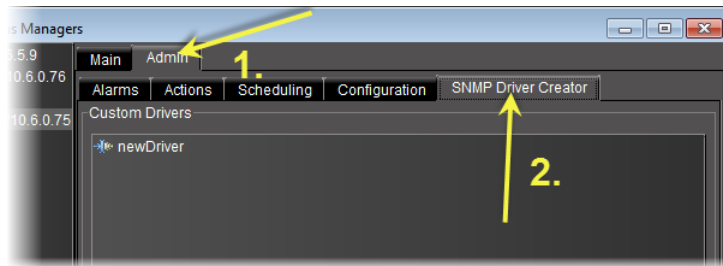 s Managers
5.5.9
Main Admin
1.
10.6.0.76
Alarms Actions Scheduling Configuration SNMP Driver Creator
10.6.0.75
Custom Drivers
newDriver
2.